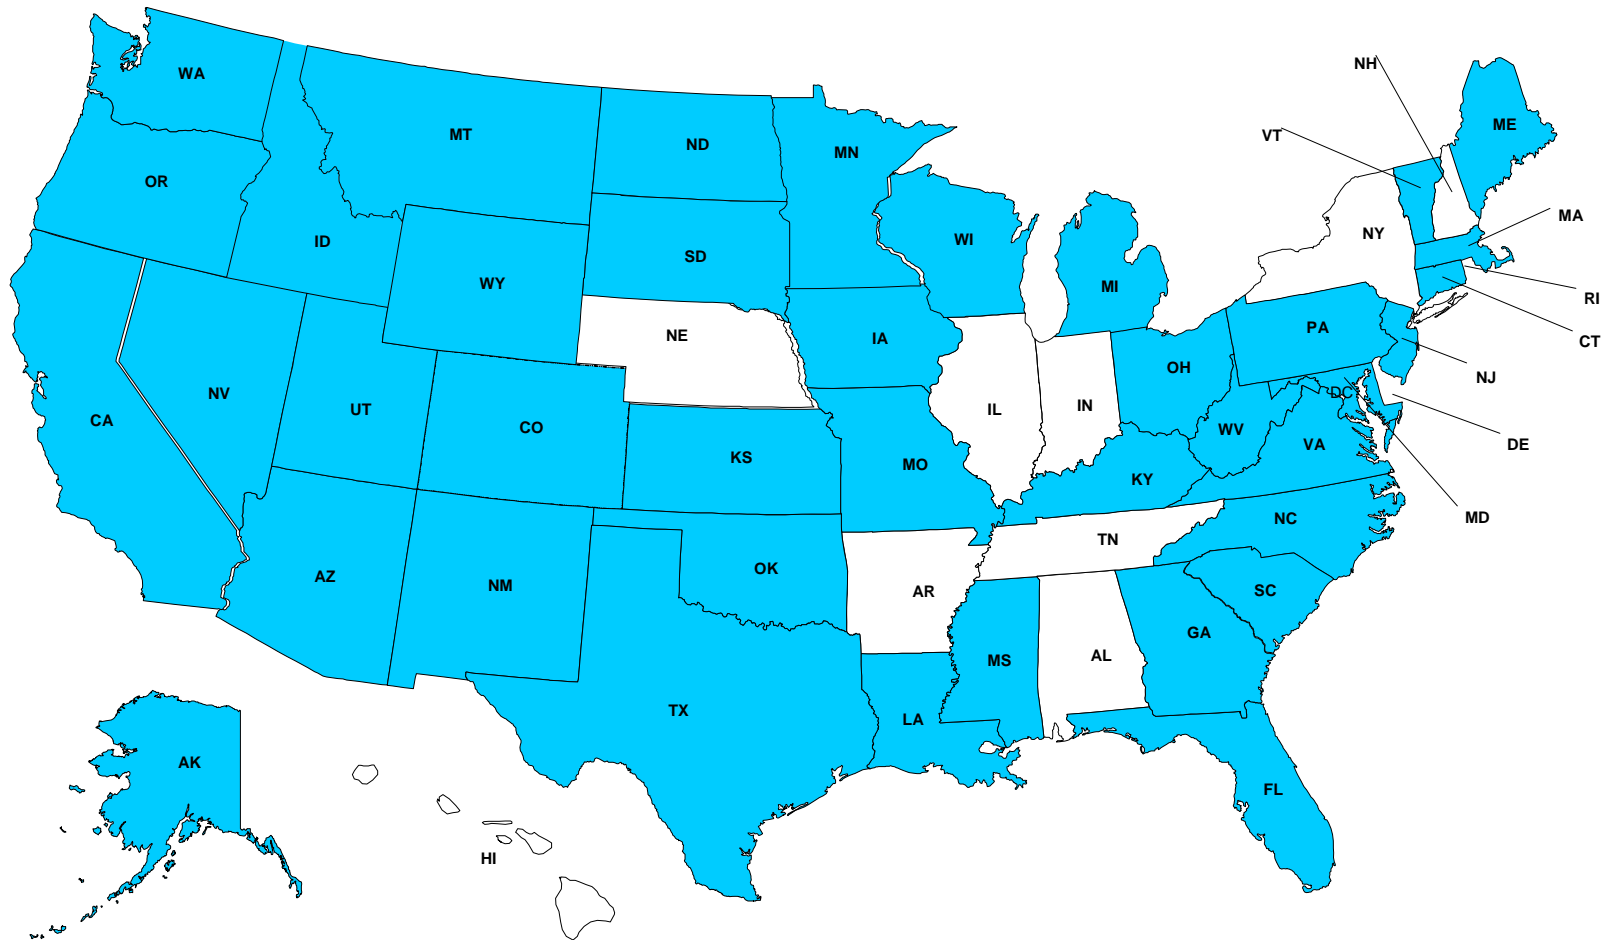 NH
WA
ME
MT
VT
ND
MN
OR
MA
NY
WI
ID
SD
WY
MI
RI
PA
NE
IA
CT
OH
NJ
NV
DC
UT
IL
IN
CA
CO
WV
DE
VA
KS
MO
KY
MD
NC
TN
OK
AZ
NM
AR
SC
GA
MS
AL
TX
LA
AK
FL
HI